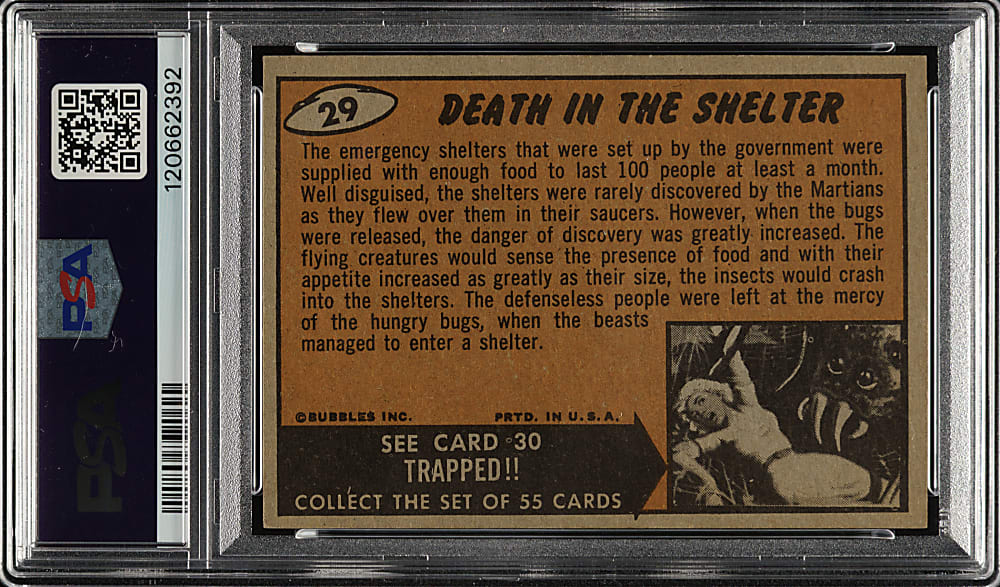 120662392
PSA
PSA
29
DEATH IN THE SHELTER
The emergency shelters that were set up by the government were
supplied with enough food to last 100 people at least a month.
Well disguised, the shelters were rarely discovered by the Martians
as they flew over them in their saucers. However, when the bugs
were released, the danger of discovery was greatly increased. The
flying creatures would sense the presence of food and with their
appetite increased as greatly as their size, the insects would crash
into the shelters. The defenseless people were left at the mercy
of the hungry bugs, when the beasts
managed to enter a shelter.
©BUBBLES INC. PRTD. IN U.S.A.
SEE CARD 30
TRAPPED!!
COLLECT THE SET OF 55 CARDS